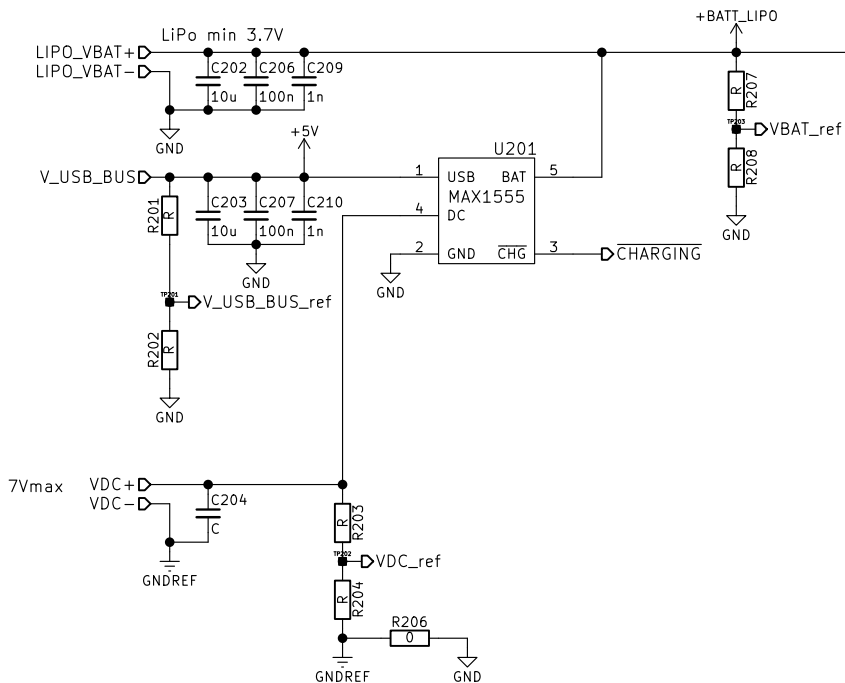 +BATT_LIPO
LiPo min 3.7V
LIPO_VBAT+
LIPO_VBAT-
C202
10u
C206
100n
C209
1n
GND
R
R207
TP203
VBAT_ref
R
R208
GND
+5V
V_USB_BUS
R
R201
C203
10u
C207
100n
C210
1n
GND
U201
MAX1555
1
USB
BAT
5
4
DC
2
GND
CHG
3
CHARGING
GND
TP201
V_USB_BUS_ref
R
R202
GND
7Vmax
VDC+
VDC-
C204
C
GNDREF
R
R203
TP202
VDC_ref
R
R204
R206
0
GNDREF
GND